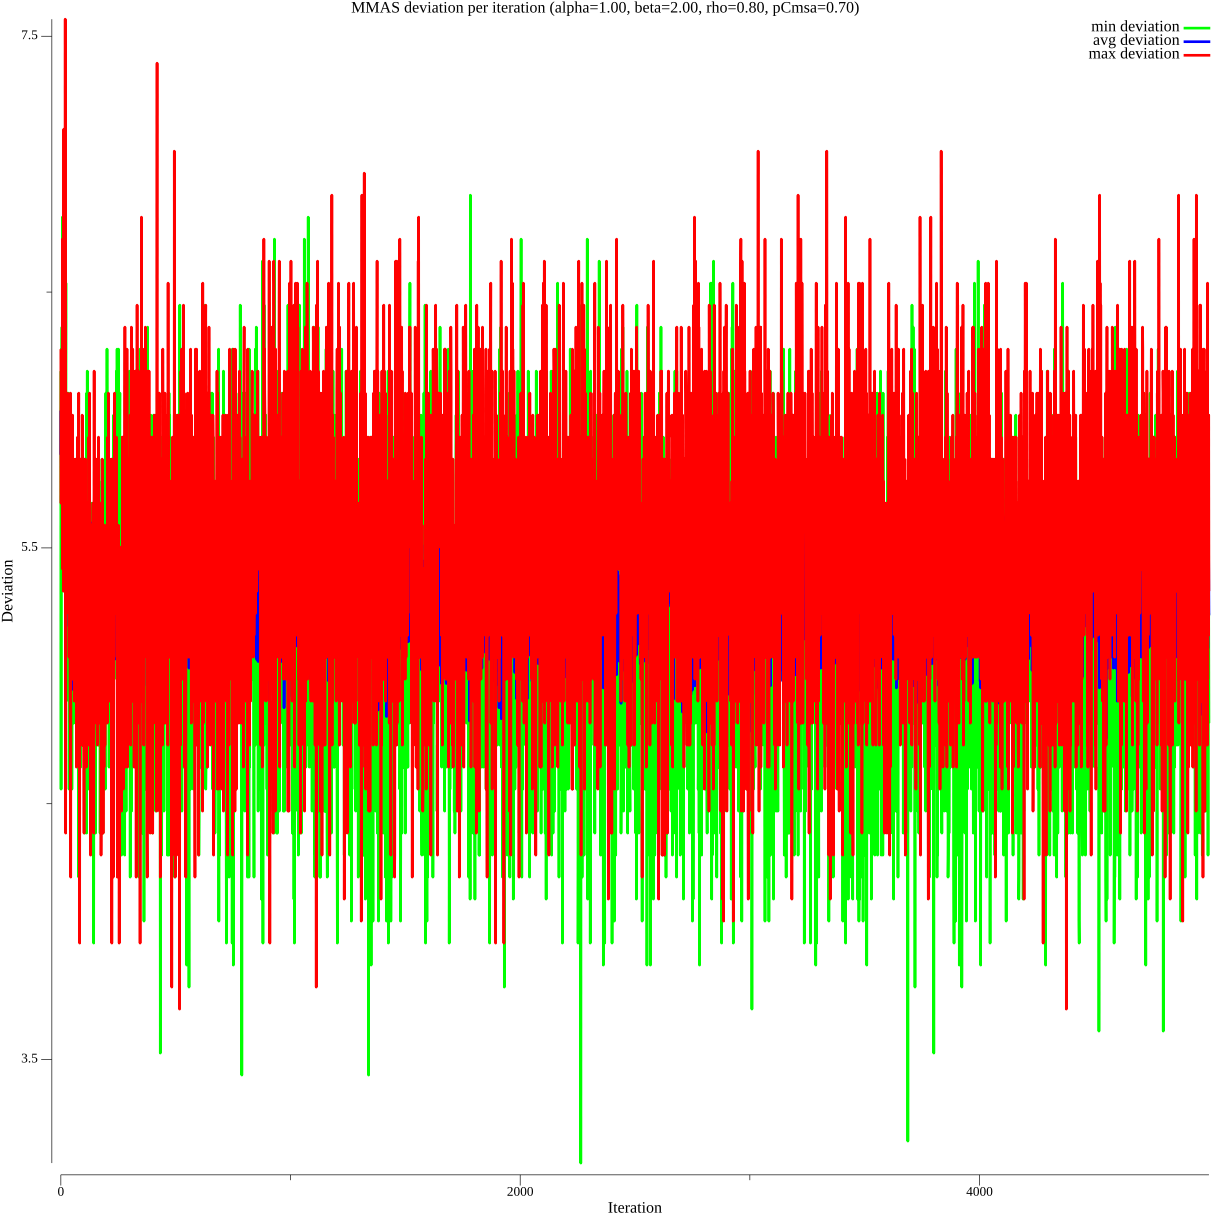 MMAS deviation per iteration (alpha=1.00, beta=2.00, rho=0.80, pCmsa=0.70)
min deviation
avg deviation
max deviation
7.5
5.5
3.5
Deviation
0
2000
4000
Iteration